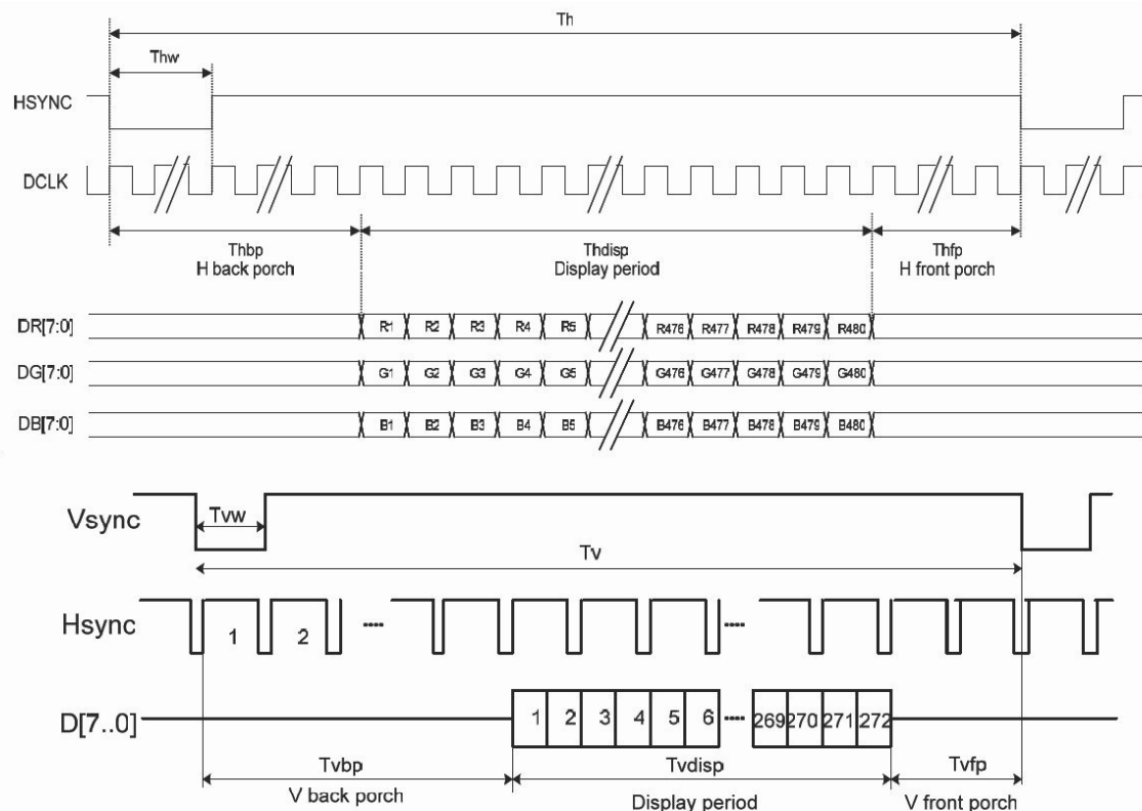 Th
Thw
HSYNC
DCLK
Thbp Thdisp Thfp
H back porch Display period H front porch
DR[7:0] R1 R2 R3 R4 R5 R476 R477 R478 R479 R480
DG[7:0] G1 G2 G3 G4 G5 G476 G477 G478 G479 G480
DB[7:0] B1 B2 B3 B4 B5 B476 B477 B478 B479 B480
Vsync Tvw
Tv
Hsync 1 2 ---- ----
D[7..0] 1 2 3 4 5 6 ---- 269 270 271 272
Tvbp Tvdisp Tvfp
V back porch Display period V front porch